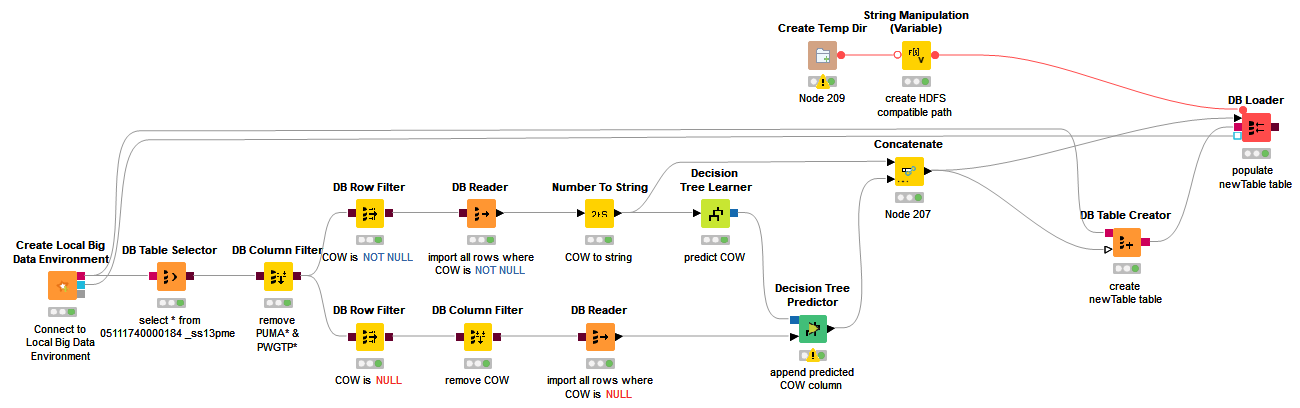 String Manipulation
(Variable)
Create Temp Dir
Node 209
create HDFS
compatible path
DB Loader
populate
newTable table
Concatenate
Node 207
DB Row Filter
COW is NOT NULL
DB Reader
import all rows where
COW is NOT NULL
Number To String
COW to string
Decision
Tree Learner
predict COW
DB Table Creator
create
newTable table
Create Local Big
Data Environment
Connect to
Local Big Data
Environment
DB Table Selector
select * from
05111740000184 _ss13pme
DB Column Filter
remove
PUMA* &
PWGTP*
DB Row Filter
COW is NULL
DB Column Filter
remove COW
DB Reader
import all rows where
COW is NULL
Decision Tree
Predictor
append predicted
COW column